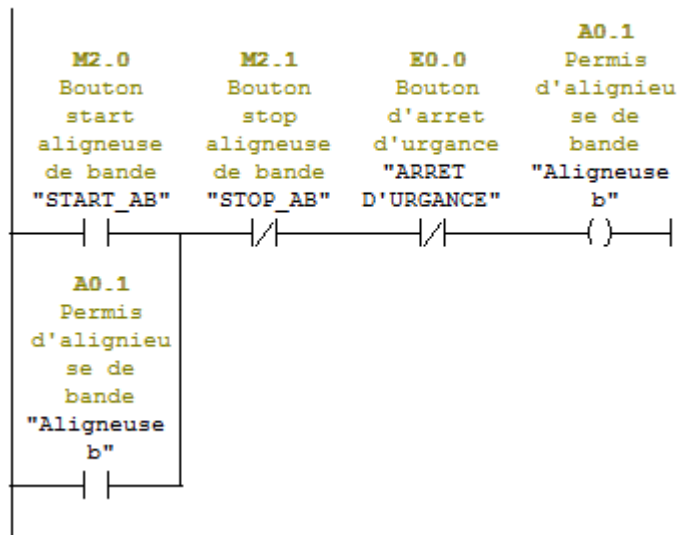 M2.0
Bouton
start
aligneuse
de bande
"START_AB"
M2.1
Bouton
stop
aligneuse
de bande
"STOP_AB"
E0.0
Bouton
d'arret
d'urgance
"ARRET
D'URGANCE"
A0.1
Permis
d'alignieu
se de
bande
"Aligneuse
b"
A0.1
Permis
d'alignieu
se de
bande
"Aligneuse
b"